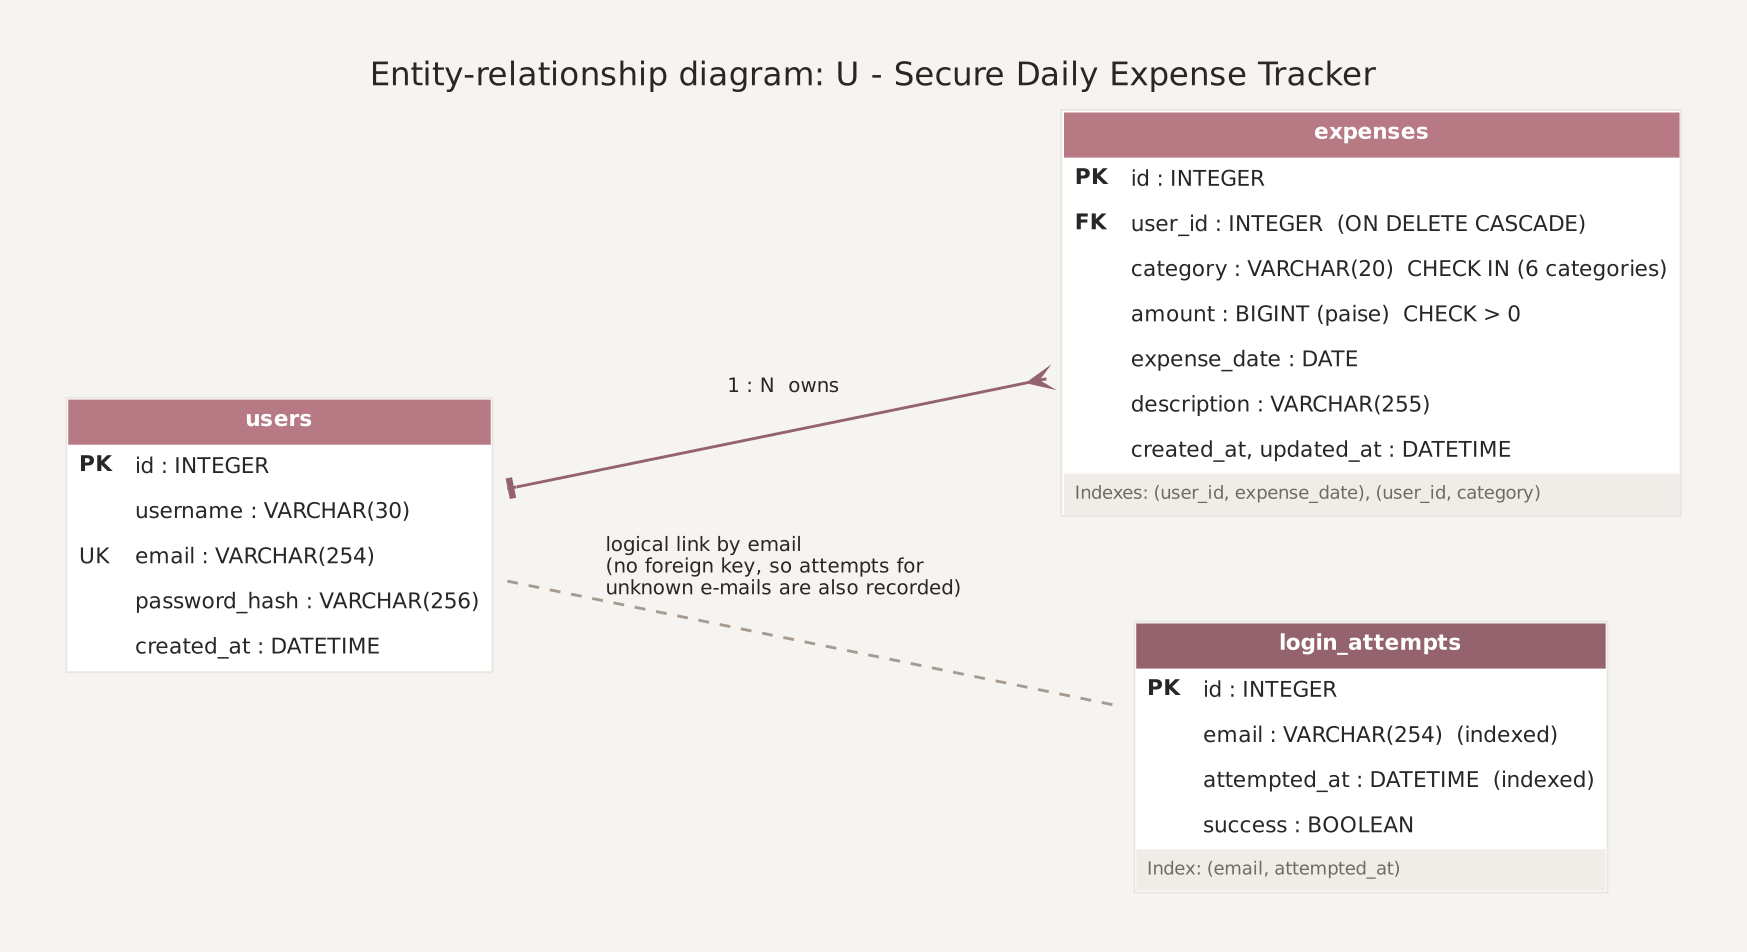 Entity-relationship diagram: U - Secure Daily Expense Tracker
expenses
PK id : INTEGER
FK user_id : INTEGER (ON DELETE CASCADE)
category : VARCHAR(20) CHECK IN (6 categories)
amount : BIGINT (paise) CHECK > 0
expense_date : DATE
description : VARCHAR(255)
created_at, updated_at : DATETIME
Indexes: (user_id, expense_date), (user_id, category)
1 : N owns
users
PK id : INTEGER
username : VARCHAR(30)
UK email : VARCHAR(254)
password_hash : VARCHAR(256)
created_at : DATETIME
logical link by email
(no foreign key, so attempts for
unknown e-mails are also recorded)
login_attempts
PK id : INTEGER
email : VARCHAR(254) (indexed)
attempted_at : DATETIME (indexed)
success : BOOLEAN
Index: (email, attempted_at)